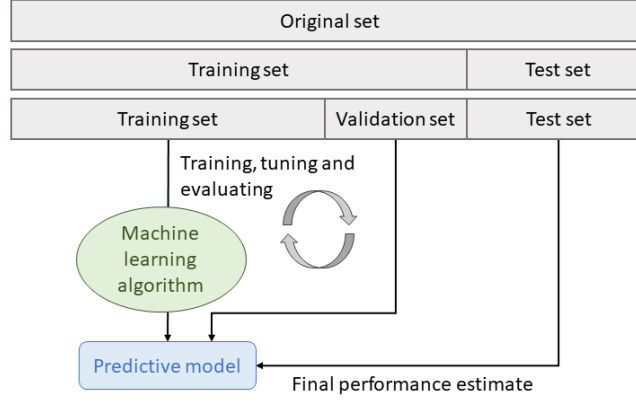 Original set
Training set
Test set
Training set
Validation set
Test set
Training, tuning and
evaluating
Machine
learning
algorithm
Predictive model
Final performance estimate